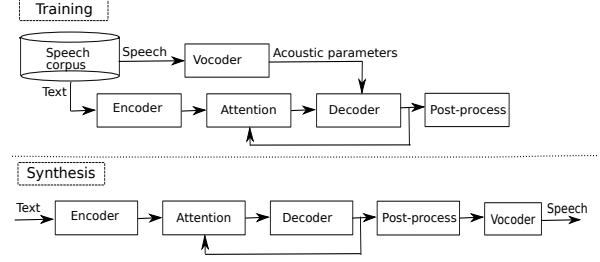 Training
Speech
corpus
Speech
Vocoder
Acoustic parameters
Text
Encoder
Attention
Decoder
Post-process
Synthesis
Text
Encoder
Attention
Decoder
Post-process
Vocoder
Speech